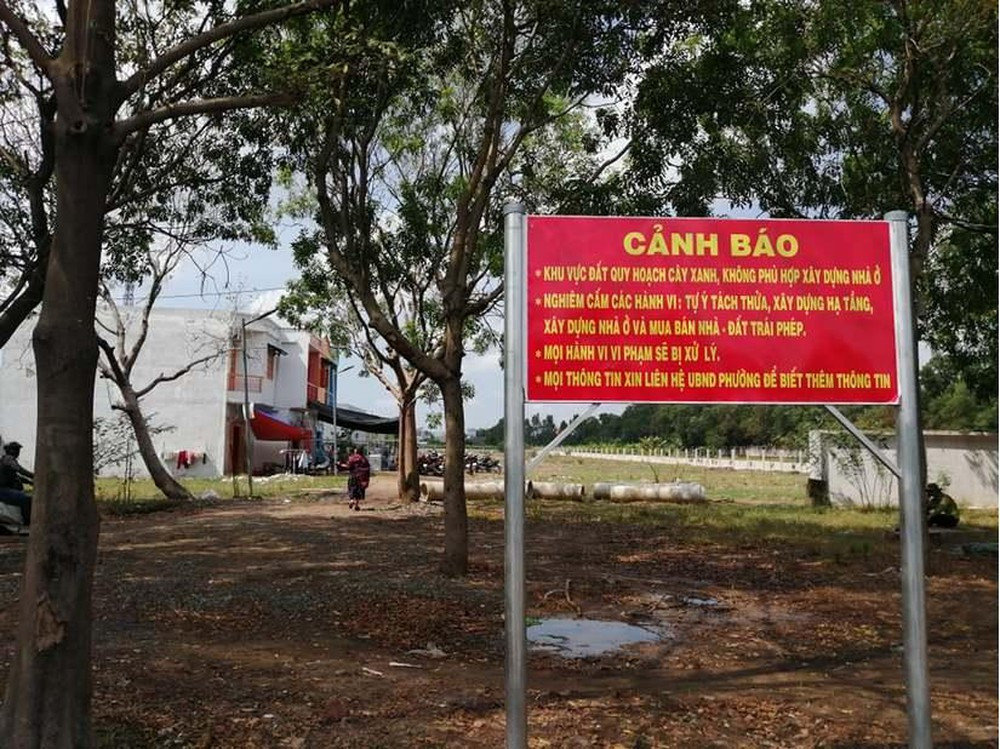 CẢNH BÁO
* KHU VỰC ĐẤT QUY HOẠCH CÂY XANH, KHÔNG PHÙ HỢP XÂY DỰNG NHÀ Ở
* NGHIÊM CẤM CÁC HÀNH VI: TỰ Ý TÁCH THỬA, XÂY DỰNG HẠ TẦNG,
XÂY DỰNG NHÀ Ở VÀ MUA BÁN NHÀ - ĐẤT TRÁI PHÉP.
* MỌI HÀNH VI VI PHẠM SẼ BỊ XỬ LÝ.
* MỌI THÔNG TIN XIN LIÊN HỆ UBND PHƯỜNG ĐỂ BIẾT THÊM THÔNG TIN